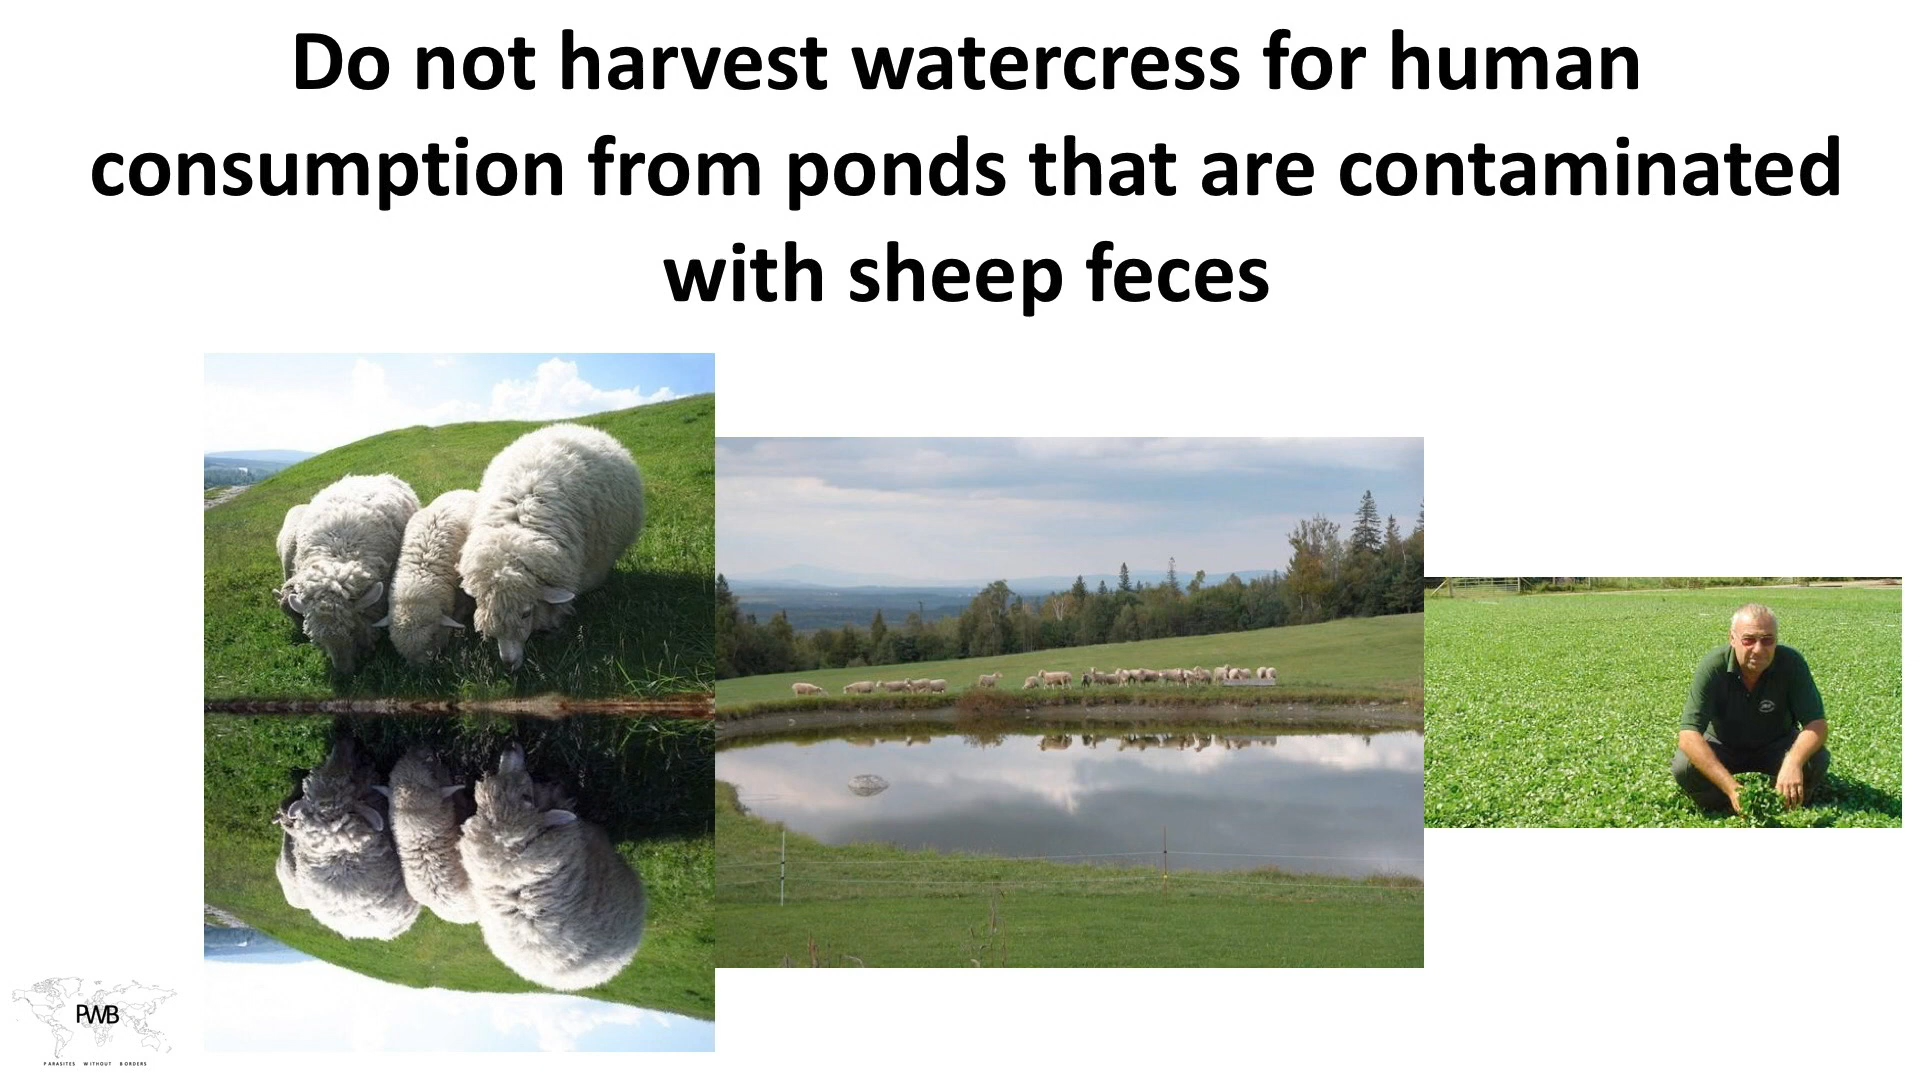 Do not harvest watercress for human
consumption from ponds that are contaminated
with sheep feces
PWB
PARASITES WITHOUT BORDERS